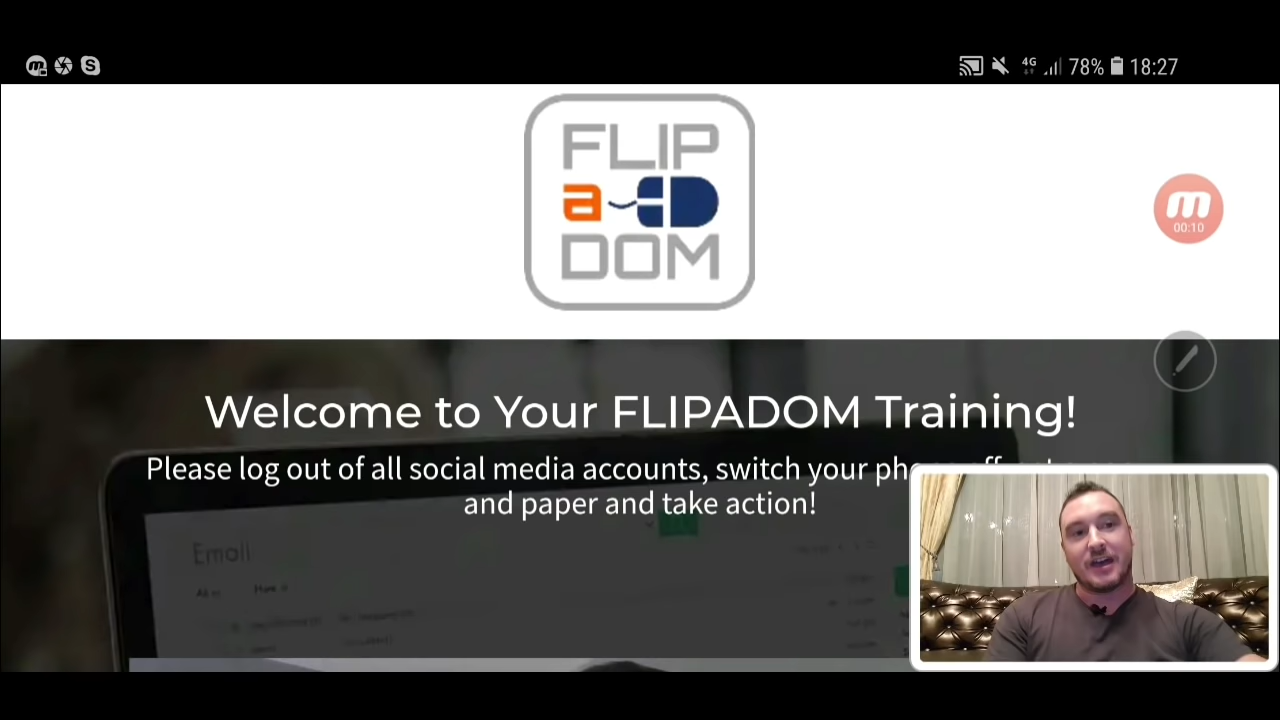 4G 78% 18:27
FLIP
a
DOM
m
00:10
Welcome to Your FLIPADOM Training!
Please log out of all social media accounts, switch your
and paper and take action!
Email